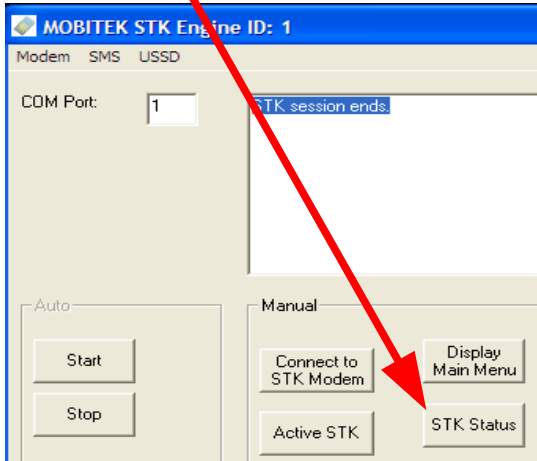 MOBITEK STK Engine ID: 1
Modem SMS USSD
COM Port: 1
STK session ends.
Auto
Manual
Start
Connect to
STK Modem
Display
Main Menu
Stop
Active STK
STK Status